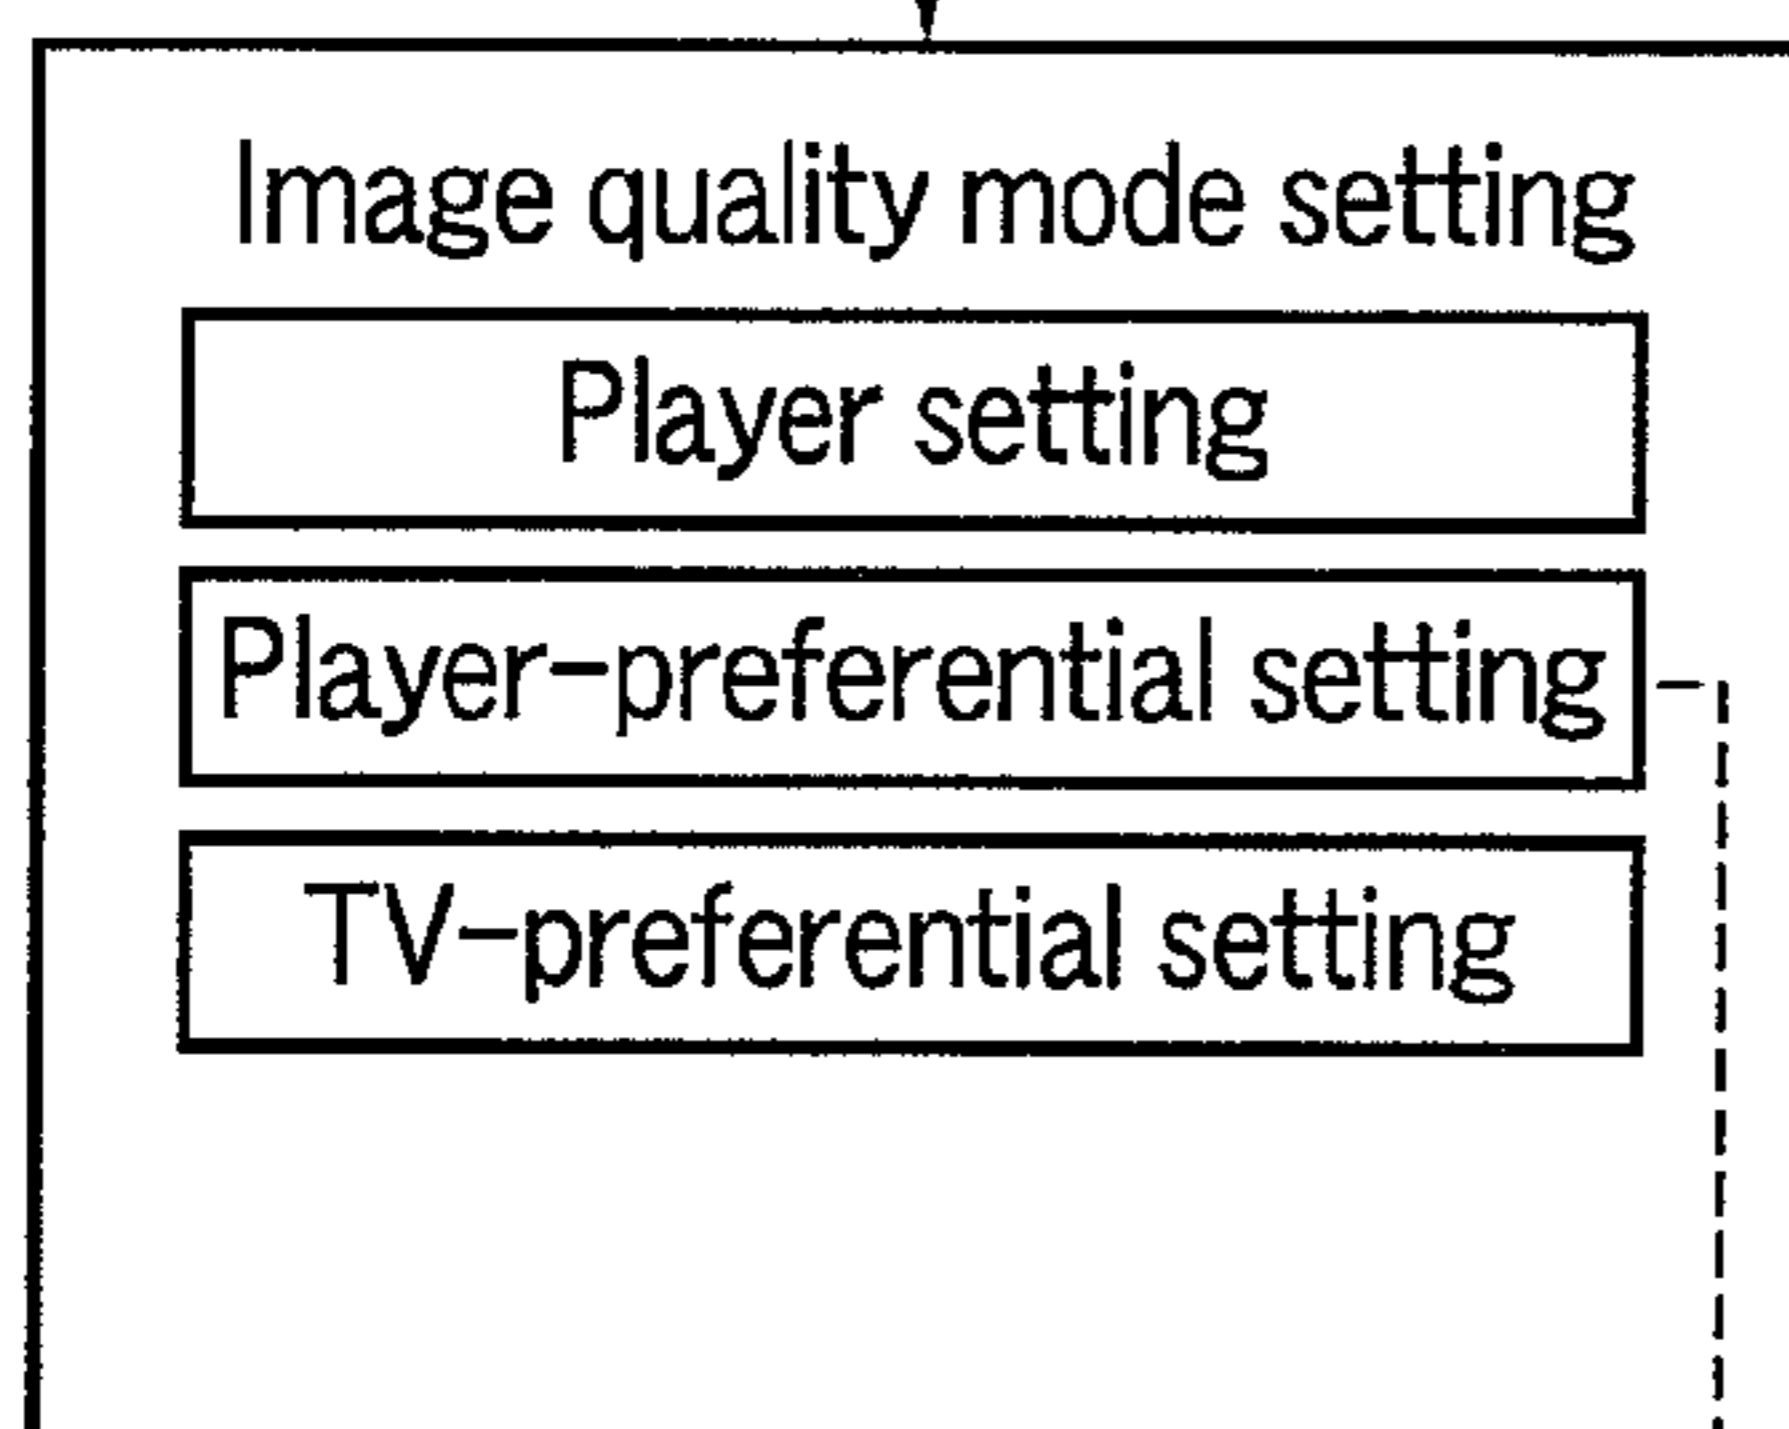 Image quality mode setting
Player setting
Player-preferential setting
TV-preferential setting